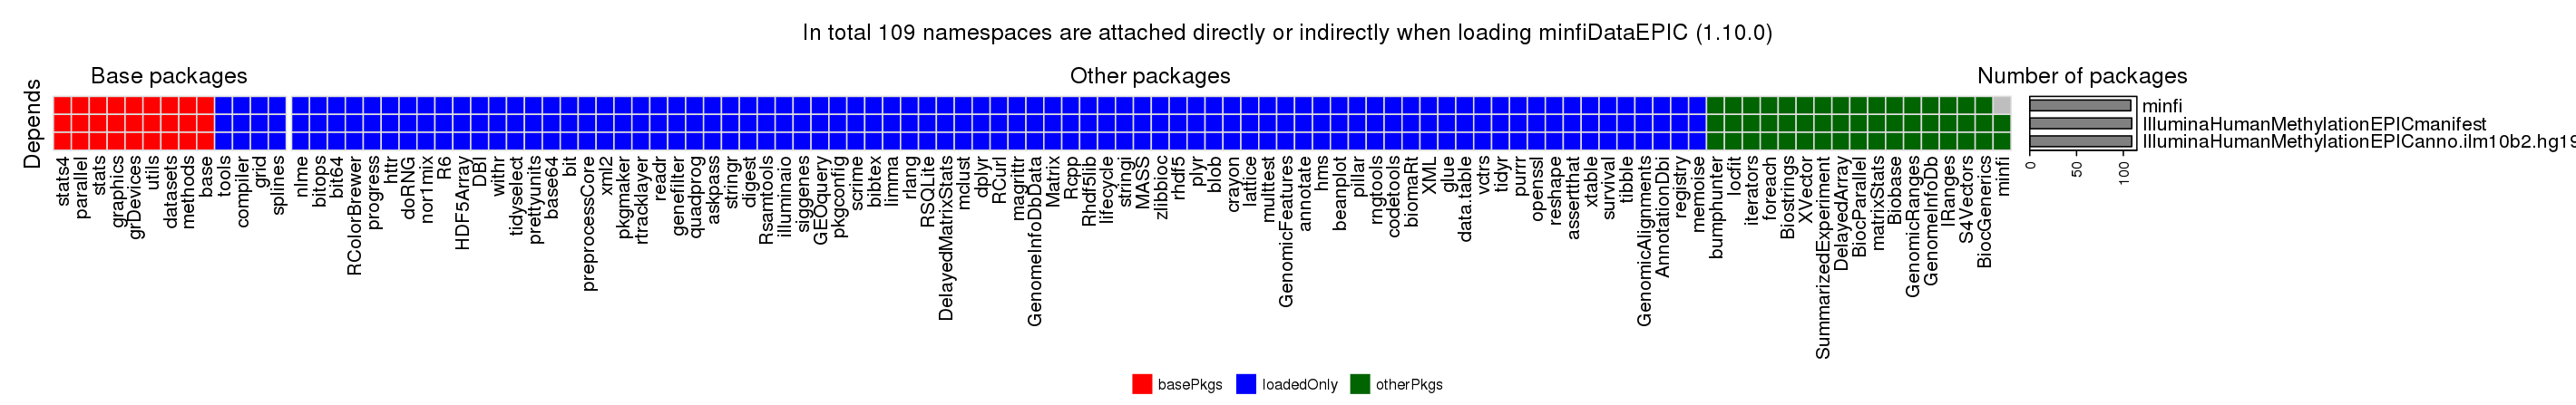 In total 109 namespaces are attached directly or indirectly when loading minfiDataEPIC (1.10.0)
Base packages
Other packages
Number of packages
Depends
minfi
IlluminaHumanMethylationEPICmanifest
IlluminaHumanMethylationEPICanno.ilm10b2.hg19
0
50
100
stats4
parallel
stats
graphics
grDevices
utils
datasets
methods
base
tools
compiler
grid
splines
nlme
bitops
bit64
RColorBrewer
progress
httr
doRNG
nor1mix
R6
HDF5Array
DBI
withr
tidyselect
prettyunits
base64
bit
preprocessCore
xml2
pkgmaker
rtracklayer
readr
genefilter
quadprog
askpass
stringr
digest
Rsamtools
illuminaio
siggenes
GEOquery
pkgconfig
scrime
bibtex
limma
rlang
RSQLite
DelayedMatrixStats
mclust
dplyr
RCurl
magrittr
GenomeInfoDbData
Matrix
Rcpp
Rhdf5lib
lifecycle
stringi
MASS
zlibbioc
rhdf5
plyr
blob
crayon
lattice
multtest
GenomicFeatures
annotate
hms
beanplot
pillar
rngtools
codetools
biomaRt
XML
glue
data.table
vctrs
tidyr
purrr
openssl
reshape
assertthat
xtable
survival
tibble
GenomicAlignments
AnnotationDbi
registry
memoise
bumphunter
locfit
iterators
foreach
Biostrings
XVector
SummarizedExperiment
DelayedArray
BiocParallel
matrixStats
Biobase
GenomicRanges
GenomeInfoDb
IRanges
S4Vectors
BiocGenerics
minfi
basePkgs
loadedOnly
otherPkgs